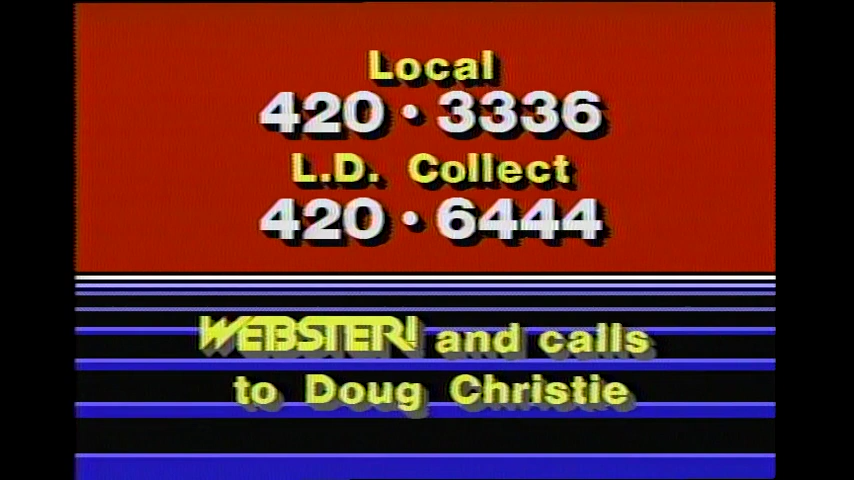 Local
420·3336
L.D. Collect
420·6444
WEBSTER! and calls
to Doug Christie